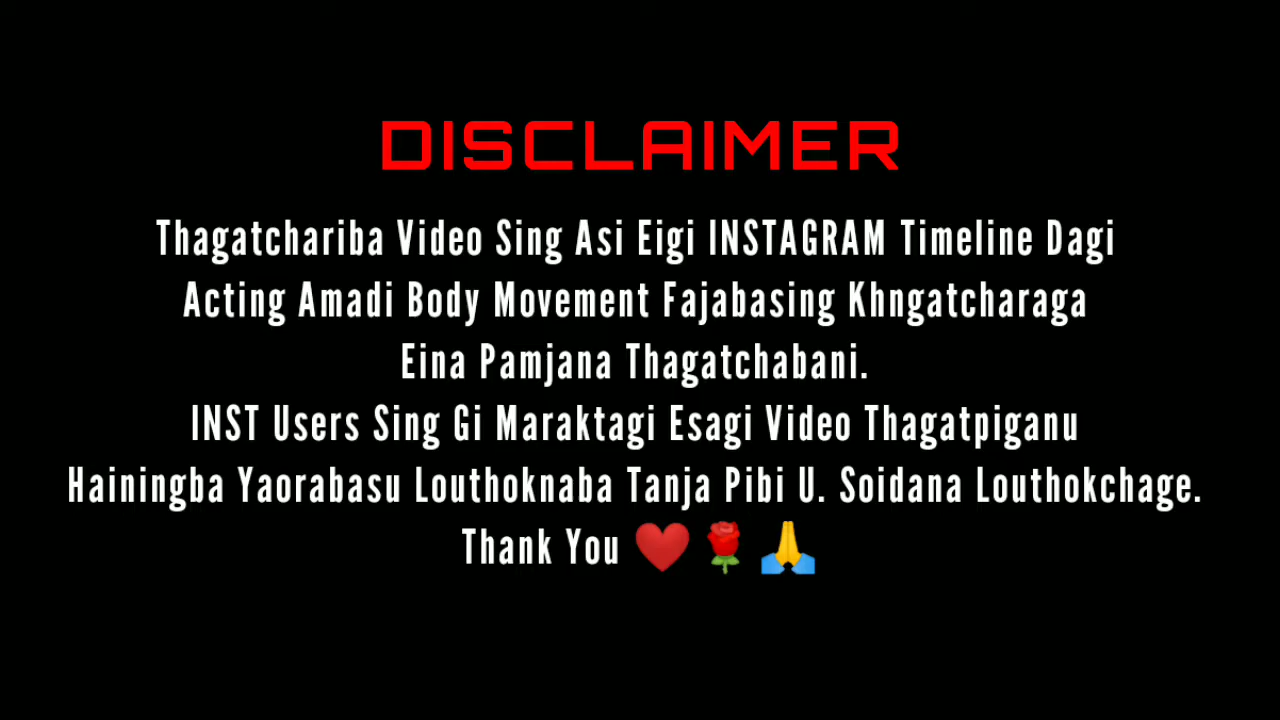 DISCLAIMER
Thagatchariba Video Sing Asi Eigi INSTAGRAM Timeline Dagi
Acting Amadi Body Movement Fajabasing Khngatcharaga
Eina Pamjana Thagatchabani.
INST Users Sing Gi Maraktagi Esagi Video Thagatpiganu
Hainingba Yaorabasu Louthoknaba Tanja Pibi U. Soidana Louthokchage.
Thank You ❤️🌹🙏